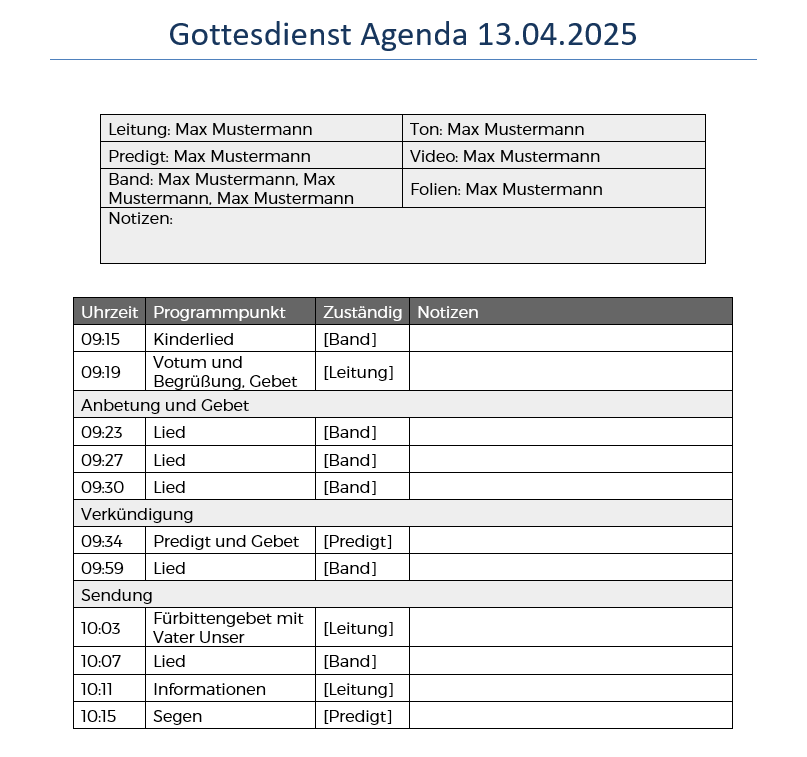 Gottesdienst Agenda 13.04.2025
Leitung: Max Mustermann Ton: Max Mustermann
Predigt: Max Mustermann Video: Max Mustermann
Band: Max Mustermann, Max
Mustermann, Max Mustermann Folien: Max Mustermann
Notizen:
Uhrzeit Programmpunkt Zuständig Notizen
09:15 Kinderlied [Band]
09:19 Votum und
Begrüßung, Gebet [Leitung]
Anbetung und Gebet
09:23 Lied [Band]
09:27 Lied [Band]
09:30 Lied [Band]
Verkündigung
09:34 Predigt und Gebet [Predigt]
09:59 Lied [Band]
Sendung
10:03 Fürbittengebet mit
Vater Unser [Leitung]
10:07 Lied [Band]
10:11 Informationen [Leitung]
10:15 Segen [Predigt]